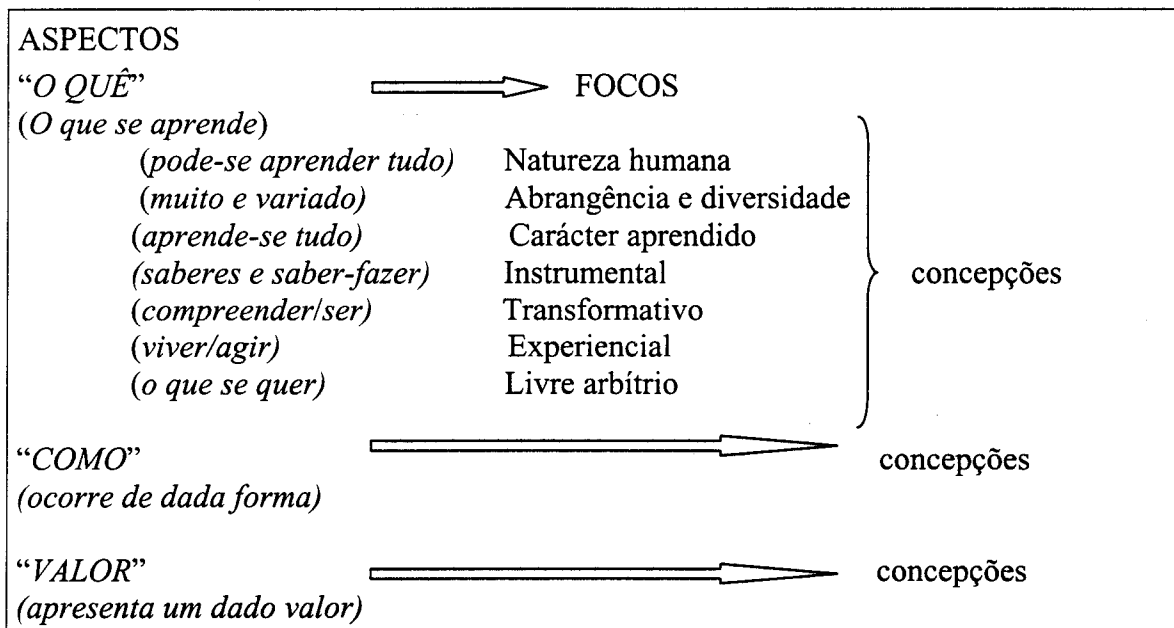 ASPECTOS
“O QUÊ” FOCOS
(O que se aprende)
(pode-se aprender tudo) Natureza humana
(muito e variado) Abrangência e diversidade
(aprende-se tudo) Carácter aprendido
(saberes e saber-fazer) Instrumental concepções
(compreender/ser) Transformativo
(viver/agir) Experiencial
(o que se quer) Livre arbítrio
“COMO” concepções
(ocorre de dada forma)
“VALOR” concepções
(apresenta um dado valor)